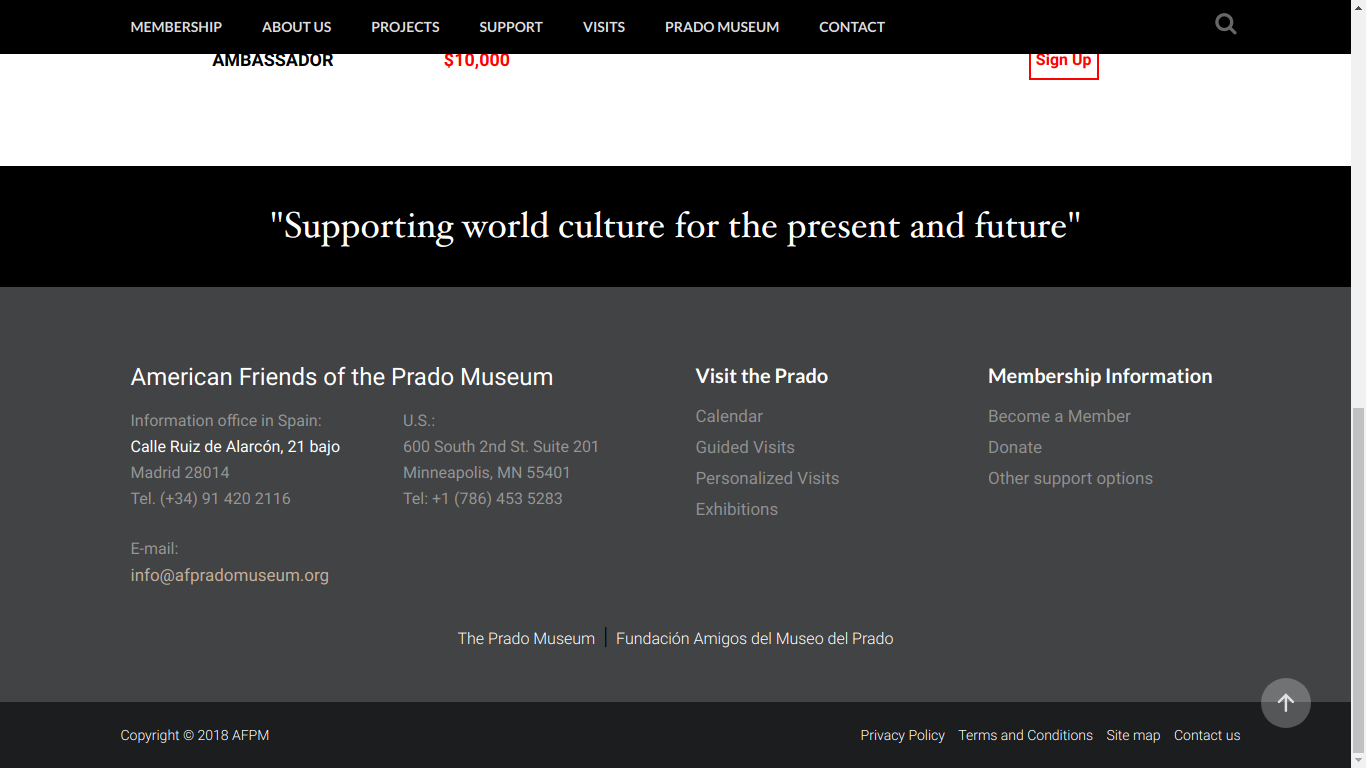 MEMBERSHIP ABOUT US PROJECTS SUPPORT VISITS PRADO MUSEUM CONTACT
AMBASSADOR $10,000 Sign Up
"Supporting world culture for the present and future"
American Friends of the Prado Museum
Information office in Spain:
Calle Ruiz de Alarcón, 21 bajo
Madrid 28014
Tel. (+34) 91 420 2116
U.S.:
600 South 2nd St. Suite 201
Minneapolis, MN 55401
Tel: +1 (786) 453 5283
E-mail:
info@afpradomuseum.org
Visit the Prado
Calendar
Guided Visits
Personalized Visits
Exhibitions
Membership Information
Become a Member
Donate
Other support options
The Prado Museum | Fundación Amigos del Museo del Prado
Copyright © 2018 AFPM
Privacy Policy Terms and Conditions Site map Contact us